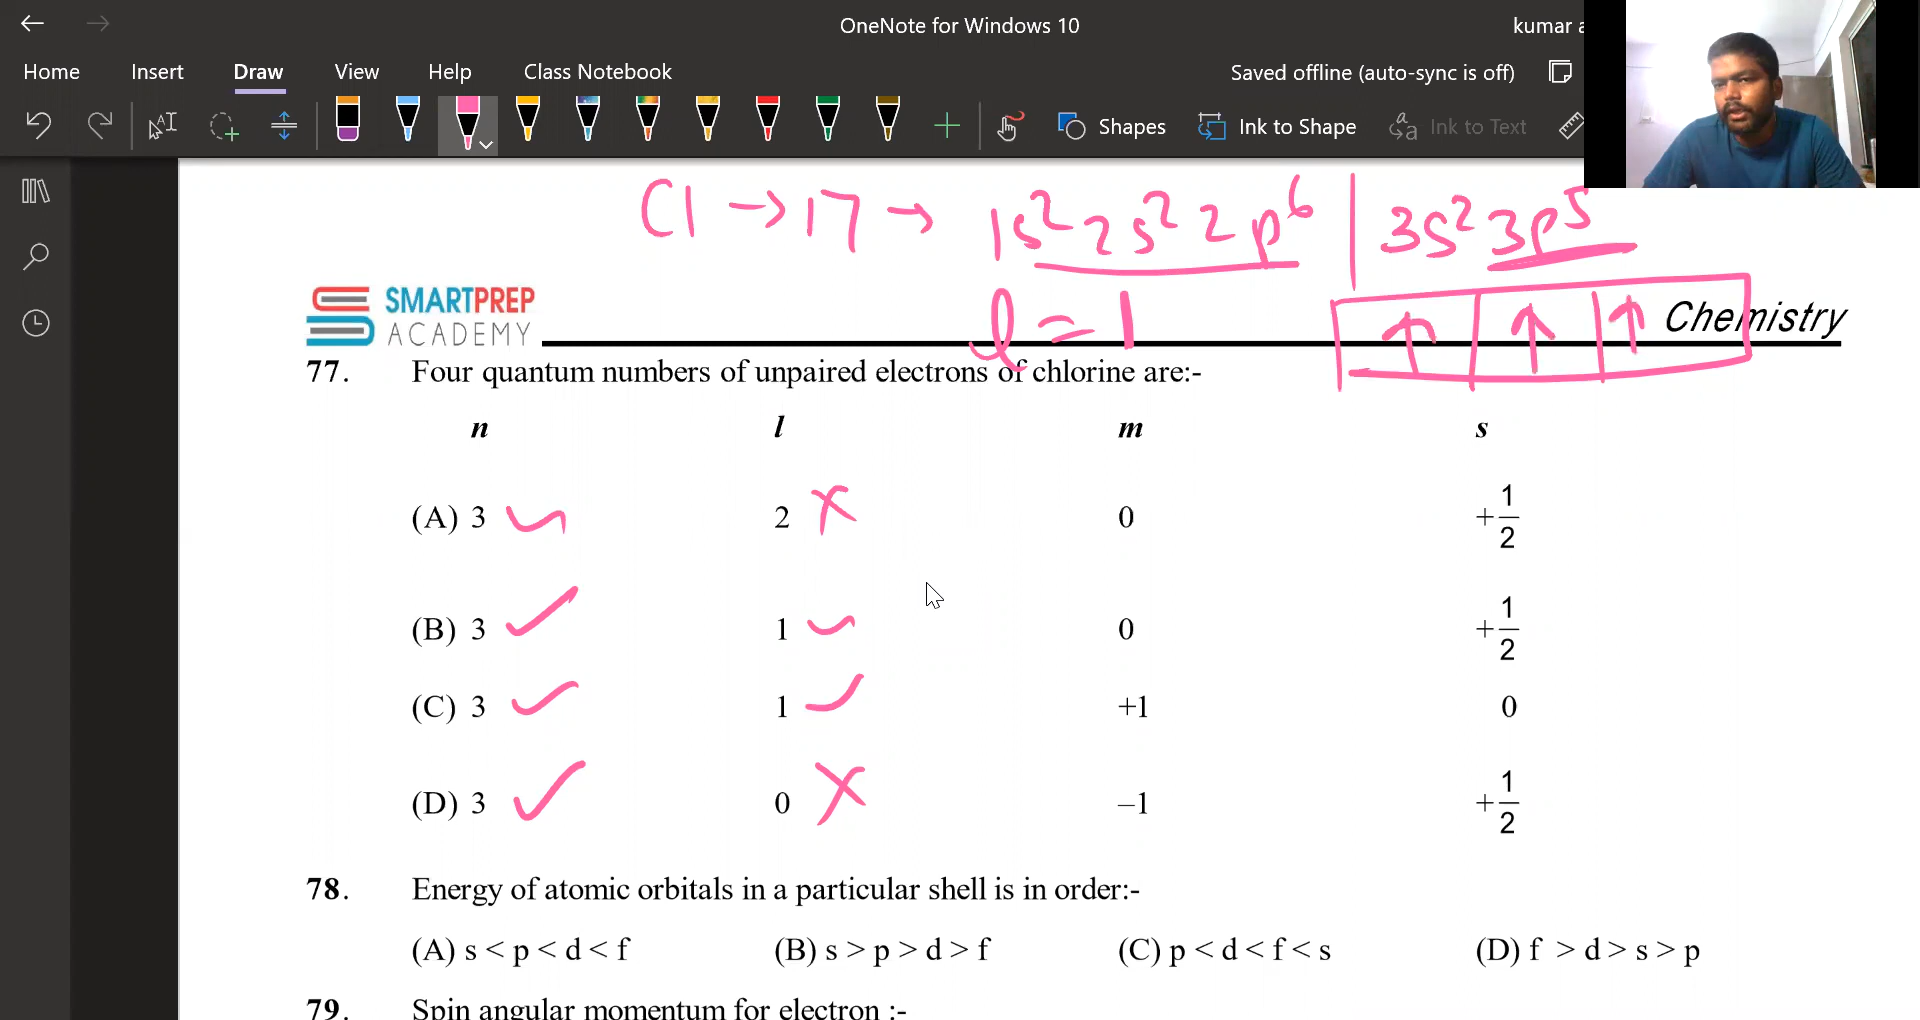 OneNote for Windows 10
kumar a
Home Insert Draw View Help Class Notebook
Saved offline (auto-sync is off)
Shapes Ink to Shape Ink to Text
Cl → 17 → 1s² 2s² 2p⁶ | 3s² 3p⁵
SMARTPREP
ACADEMY
l = 1
↑ ↑ ↑
Chemistry
77. Four quantum numbers of unpaired electrons of chlorine are:-
n l m s
(A) 3 2 0 +1/2
(B) 3 1 0 +1/2
(C) 3 1 +1 0
(D) 3 0 –1 +1/2
78. Energy of atomic orbitals in a particular shell is in order:-
(A) s < p < d < f (B) s > p > d > f (C) p < d < f < s (D) f > d > s > p
79. Spin angular momentum for electron :-